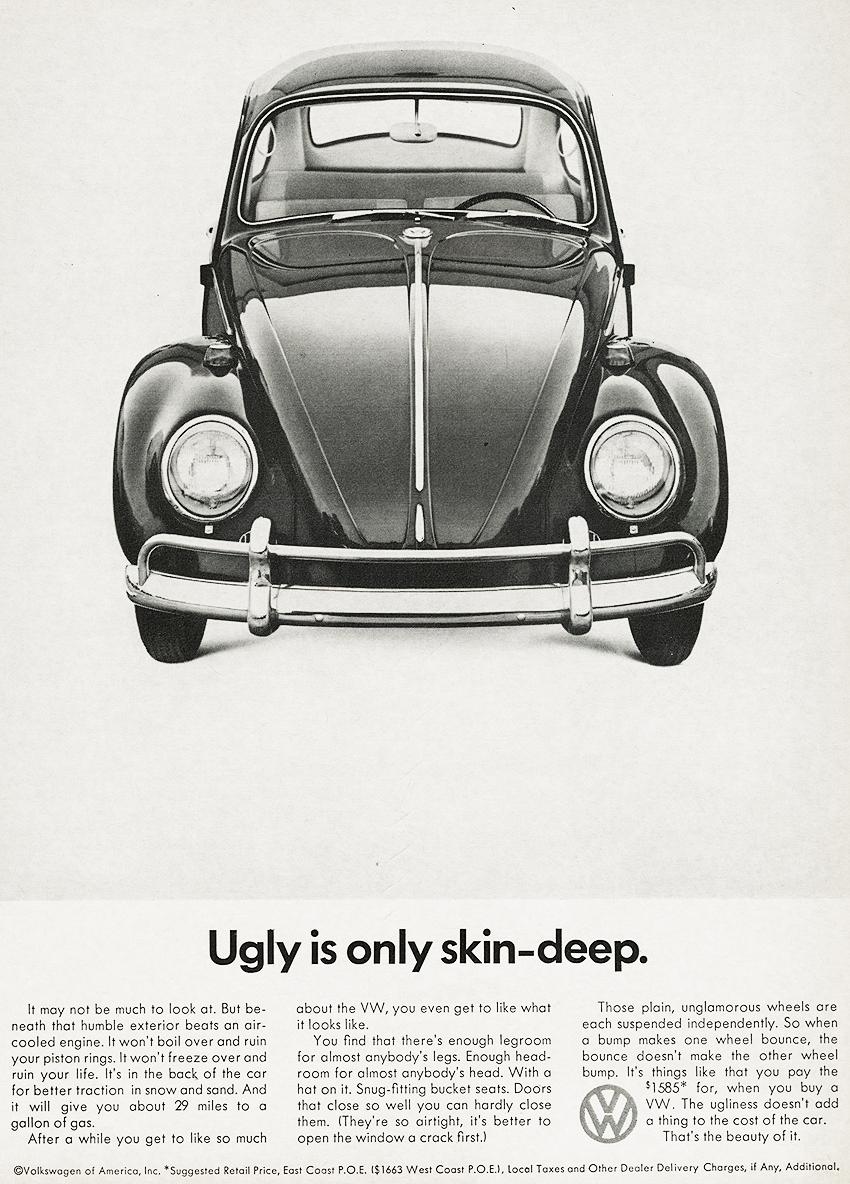 Ugly is only skin-deep.
It may not be much to look at. But be-
neath that humble exterior beats an air-
cooled engine. It won't boil over and ruin
your piston rings. It won't freeze over and
ruin your life. It's in the back of the car
for better traction in snow and sand. And
it will give you about 29 miles to a
gallon of gas.
After a while you get to like so much
about the VW, you even get to like what
it looks like.
You find that there's enough legroom
for almost anybody's legs. Enough head-
room for almost anybody's head. With a
hat on it. Snug-fitting bucket seats. Doors
that close so well you can hardly close
them. (They're so airtight, it's better to
open the window a crack first.)
Those plain, unglamorous wheels are
each suspended independently. So when
a bump makes one wheel bounce, the
bounce doesn't make the other wheel
bump. It's things like that you pay the
$1585* for, when you buy a
VW. The ugliness doesn't add
a thing to the cost of the car.
That's the beauty of it.
VW
©Volkswagen of America, Inc. *Suggested Retail Price, East Coast P.O.E. ($1663 West Coast P.O.E.), Local Taxes and Other Dealer Delivery Charges, if Any, Additional.